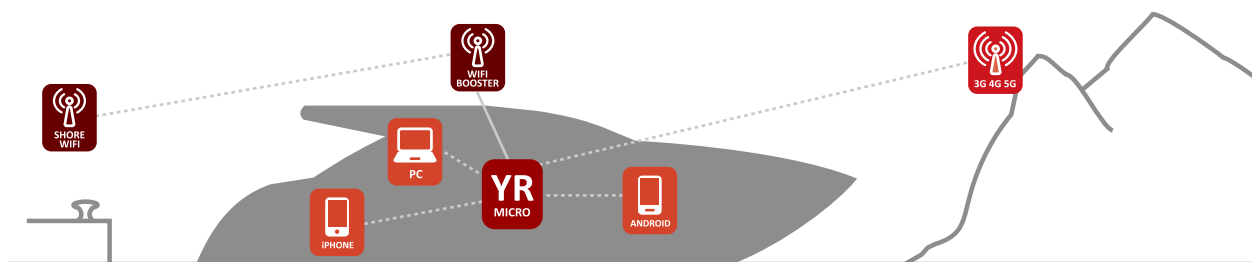 SHORE
WIFI
WIFI
BOOSTER
3G 4G 5G
PC
YR
MICRO
iPHONE
ANDROID